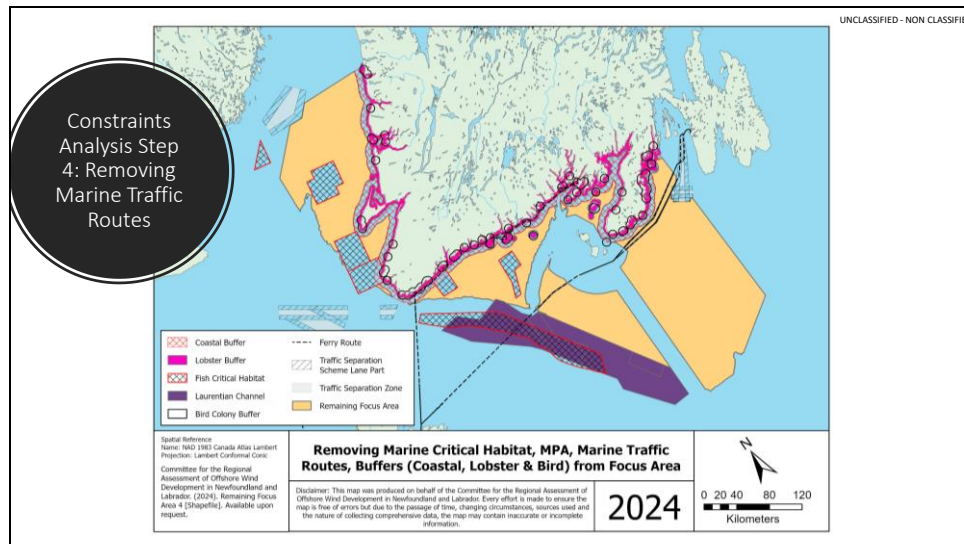 UNCLASSIFIED - NON CLASSIFIÉ
Constraints
Analysis Step
4: Removing
Marine Traffic
Routes
Coastal Buffer
Lobster Buffer
Fish Critical Habitat
Laurentian Channel
Bird Colony Buffer
Ferry Route
Traffic Separation
Scheme Lane Part
Traffic Separation Zone
Remaining Focus Area
Spatial Reference
Name: NAD 1983 Canada Atlas Lambert
Projection: Lambert Conformal Conic
Committee for the Regional
Assessment of Offshore Wind
Development in Newfoundland and
Labrador. (2024). Remaining Focus
Area 4 [Shapefile]. Available upon
request.
Removing Marine Critical Habitat, MPA, Marine Traffic
Routes, Buffers (Coastal, Lobster & Bird) from Focus Area
Disclaimer: This map was produced on behalf of the Committee for the Regional Assessment of
Offshore Wind Development in Newfoundland and Labrador. Every effort is made to ensure the
map is free of errors but due to the passage of time, changing circumstances, sources used and
the nature of collecting comprehensive data, the map may contain inaccurate or incomplete
information.
2024
N
0 20 40 80 120
Kilometers